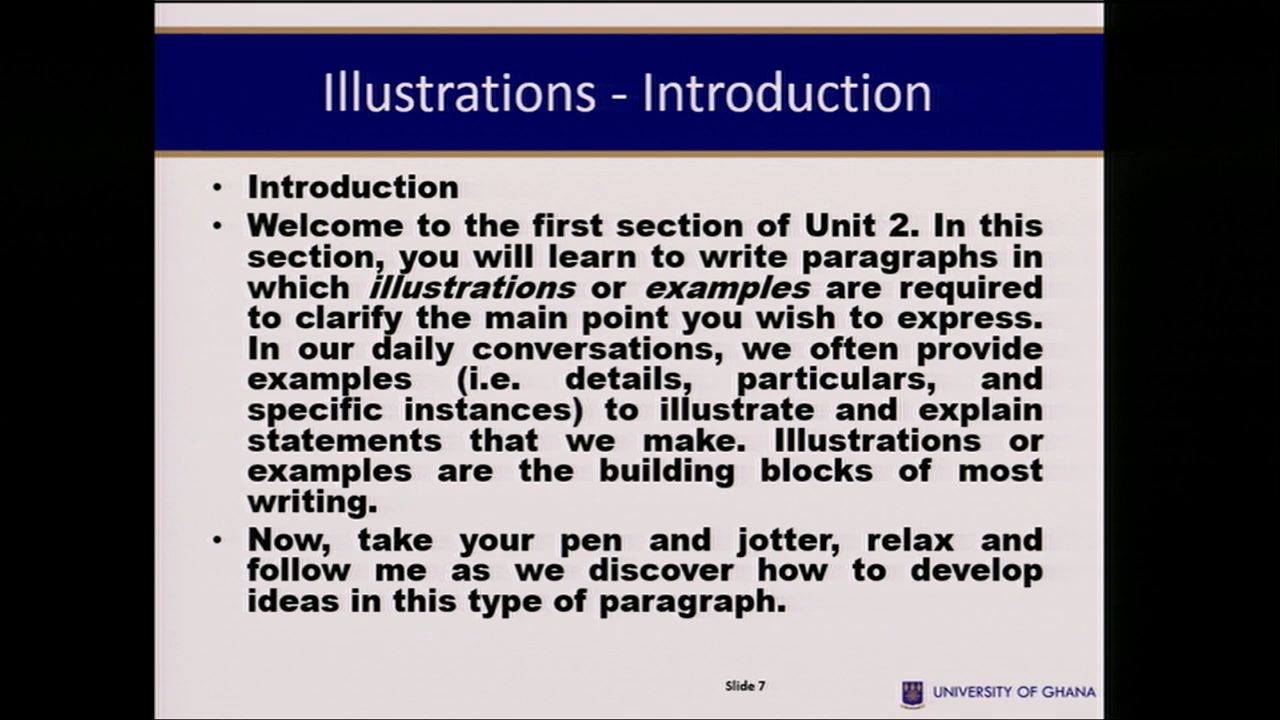 Illustrations - Introduction
• Introduction
• Welcome to the first section of Unit 2. In this
section, you will learn to write paragraphs in
which illustrations or examples are required
to clarify the main point you wish to express.
In our daily conversations, we often provide
examples (i.e. details, particulars, and
specific instances) to illustrate and explain
statements that we make. Illustrations or
examples are the building blocks of most
writing.
• Now, take your pen and jotter, relax and
follow me as we discover how to develop
ideas in this type of paragraph.
Slide 7
UNIVERSITY OF GHANA